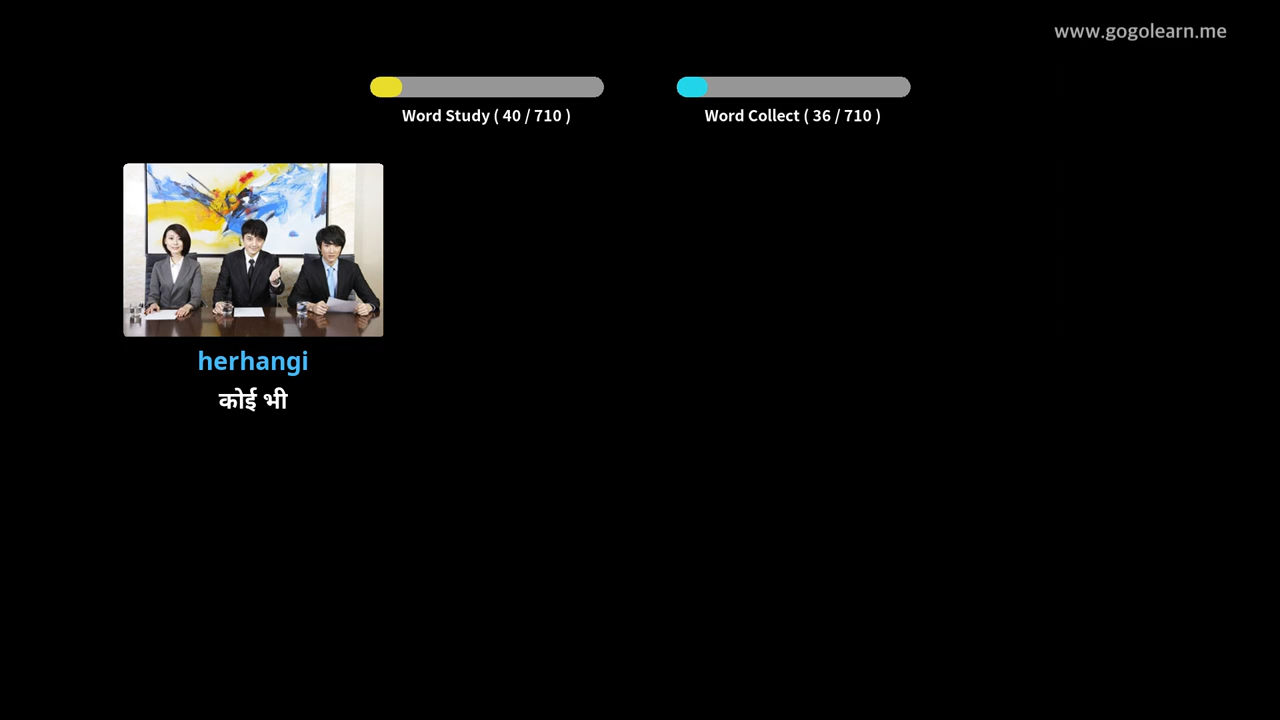 www.gogolearn.me
Word Study ( 40 / 710 )
Word Collect ( 36 / 710 )
herhangi
कोई भी